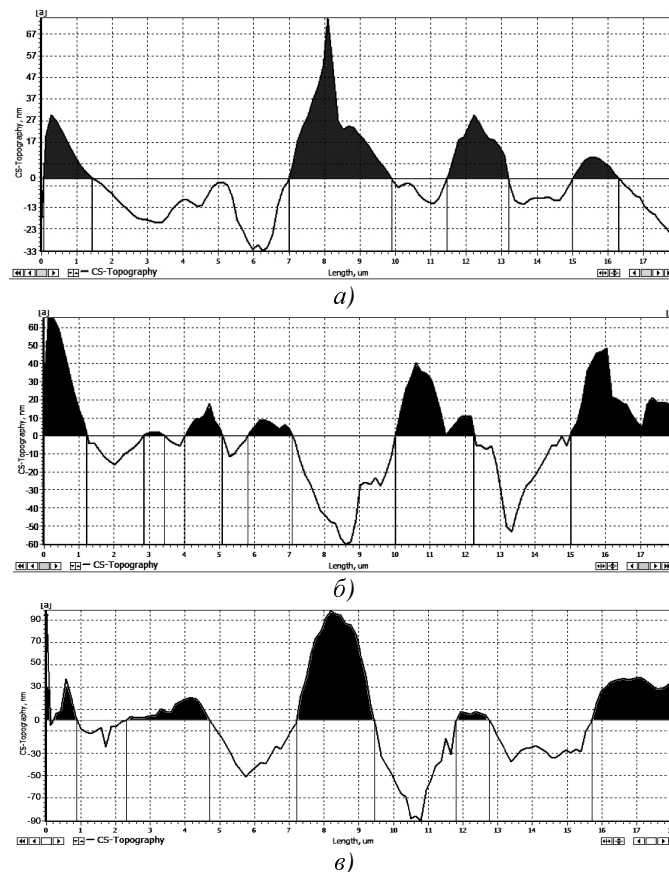 [a]
CS-Topography, nm
67
57
47
37
27
17
0
-13
-23
-33
0 1 2 3 4 5 6 7 8 9 10 11 12 13 14 15 16
CS-Topography
Length, um
а)
[a]
CS-Topography, nm
60
50
40
30
20
10
0
-10
-20
-30
-40
-50
-60
0 1 2 3 4 5 6 7 8 9 10 11 12 13 14 15 16 17
CS-Topography
Length, um
б)
[a]
CS-Topography, nm
90
70
50
30
0
-30
-50
-70
-90
0 1 2 3 4 5 6 7 8 9 10 11 12 13 14 15 16 17 18
CS-Topography
Length, um
в)